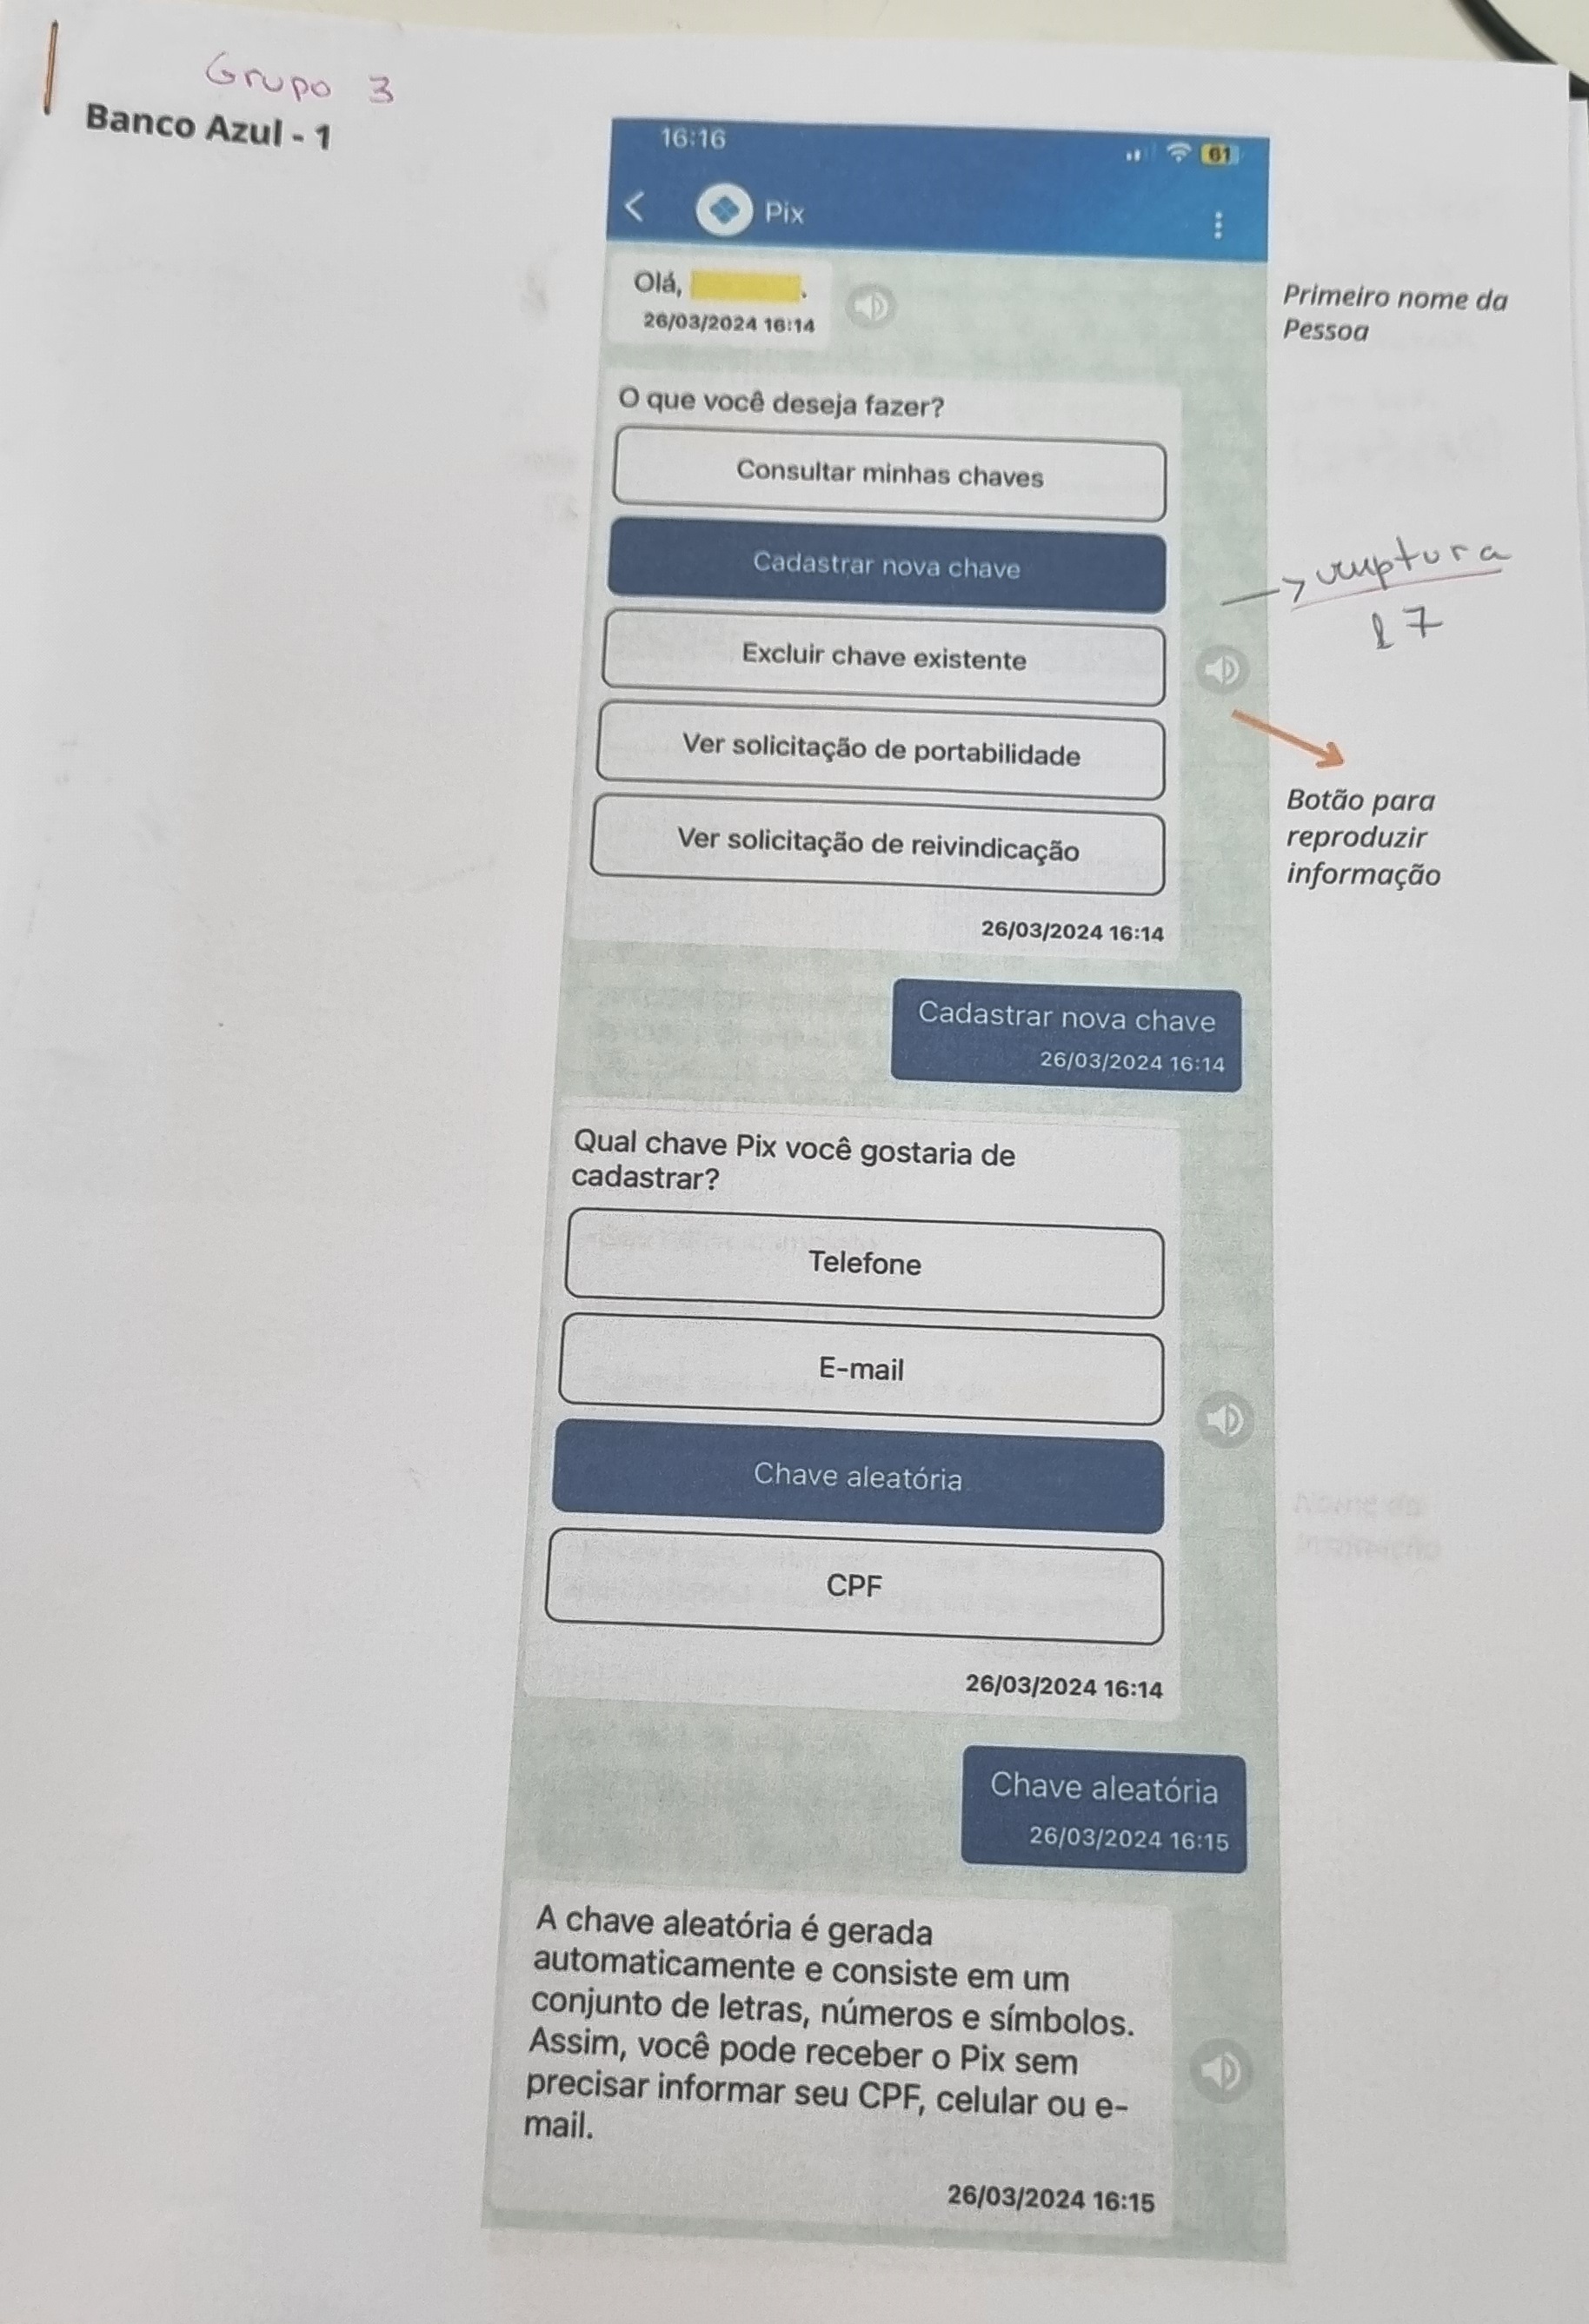 Grupo 3
Banco Azul - 1
16:16
61
Pix
Olá, .
26/03/2024 16:14
Primeiro nome da
Pessoa
O que você deseja fazer?
Consultar minhas chaves
Cadastrar nova chave
ruptura
17
Excluir chave existente
Ver solicitação de portabilidade
Ver solicitação de reivindicação
Botão para
reproduzir
informação
26/03/2024 16:14
Cadastrar nova chave
26/03/2024 16:14
Qual chave Pix você gostaria de
cadastrar?
Telefone
E-mail
Chave aleatória
CPF
26/03/2024 16:14
Chave aleatória
26/03/2024 16:15
A chave aleatória é gerada
automaticamente e consiste em um
conjunto de letras, números e símbolos.
Assim, você pode receber o Pix sem
precisar informar seu CPF, celular ou e-
mail.
26/03/2024 16:15